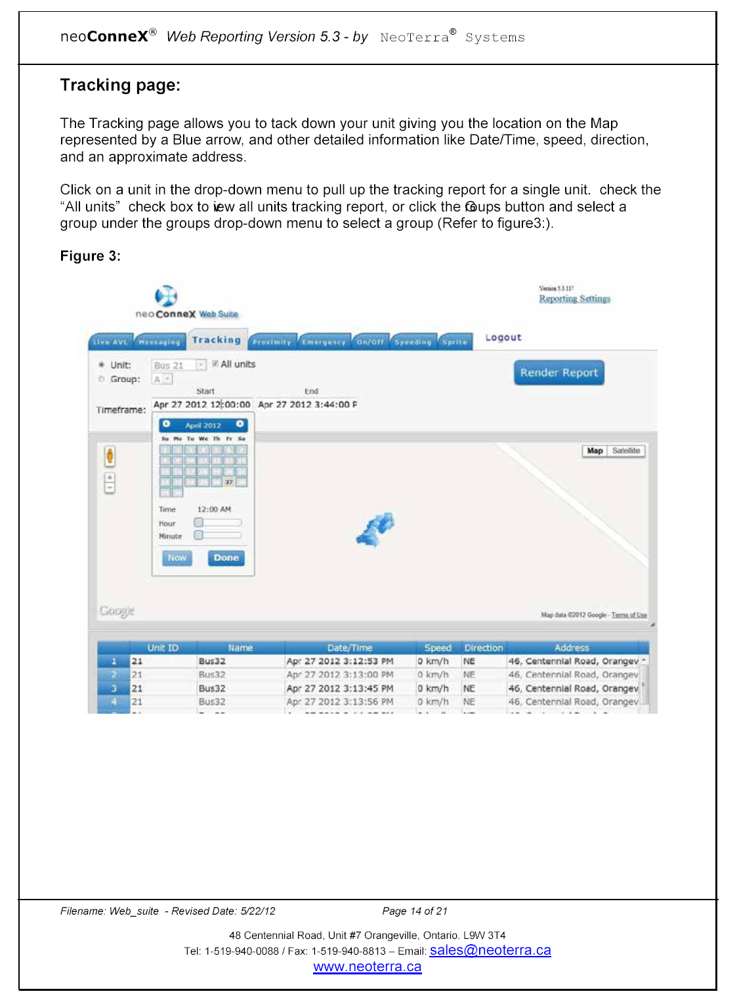 neoConneX® Web Reporting Version 5.3 - by NeoTerra® Systems
Tracking page:
The Tracking page allows you to tack down your unit giving you the location on the Map
represented by a Blue arrow, and other detailed information like Date/Time, speed, direction,
and an approximate address.
Click on a unit in the drop-down menu to pull up the tracking report for a single unit. check the
“All units” check box to view all units tracking report, or click the Groups button and select a
group under the groups drop-down menu to select a group (Refer to figure3:).
Figure 3:
Version 5.3.117
Reporting Settings
neoConneX Web Suite
Live AVL Messaging Tracking Proximity Emergency On/Off Speeding Sprite Logout
Unit: Bus 21 All units
Render Report
Group: A
Start End
Timeframe: Apr 27 2012 12:00:00 Apr 27 2012 3:44:00 P
April 2012
Su Mo Tu We Th Fr Sa
27
Map Satellite
+
-
Time 12:00 AM
Hour
Minute
Now Done
Google
Map data ©2012 Google - Terms of Use
Unit ID Name Date/Time Speed Direction Address
1 21 Bus32 Apr 27 2012 3:12:53 PM 0 km/h NE 46, Centennial Road, Orangev
2 21 Bus32 Apr 27 2012 3:13:00 PM 0 km/h NE 46, Centennial Road, Orangev
3 21 Bus32 Apr 27 2012 3:13:45 PM 0 km/h NE 46, Centennial Road, Orangev
4 21 Bus32 Apr 27 2012 3:13:56 PM 0 km/h NE 46, Centennial Road, Orangev
Filename: Web_suite - Revised Date: 5/22/12 Page 14 of 21
48 Centennial Road, Unit #7 Orangeville, Ontario. L9W 3T4
Tel: 1-519-940-0088 / Fax: 1-519-940-8813 – Email: sales@neoterra.ca
www.neoterra.ca